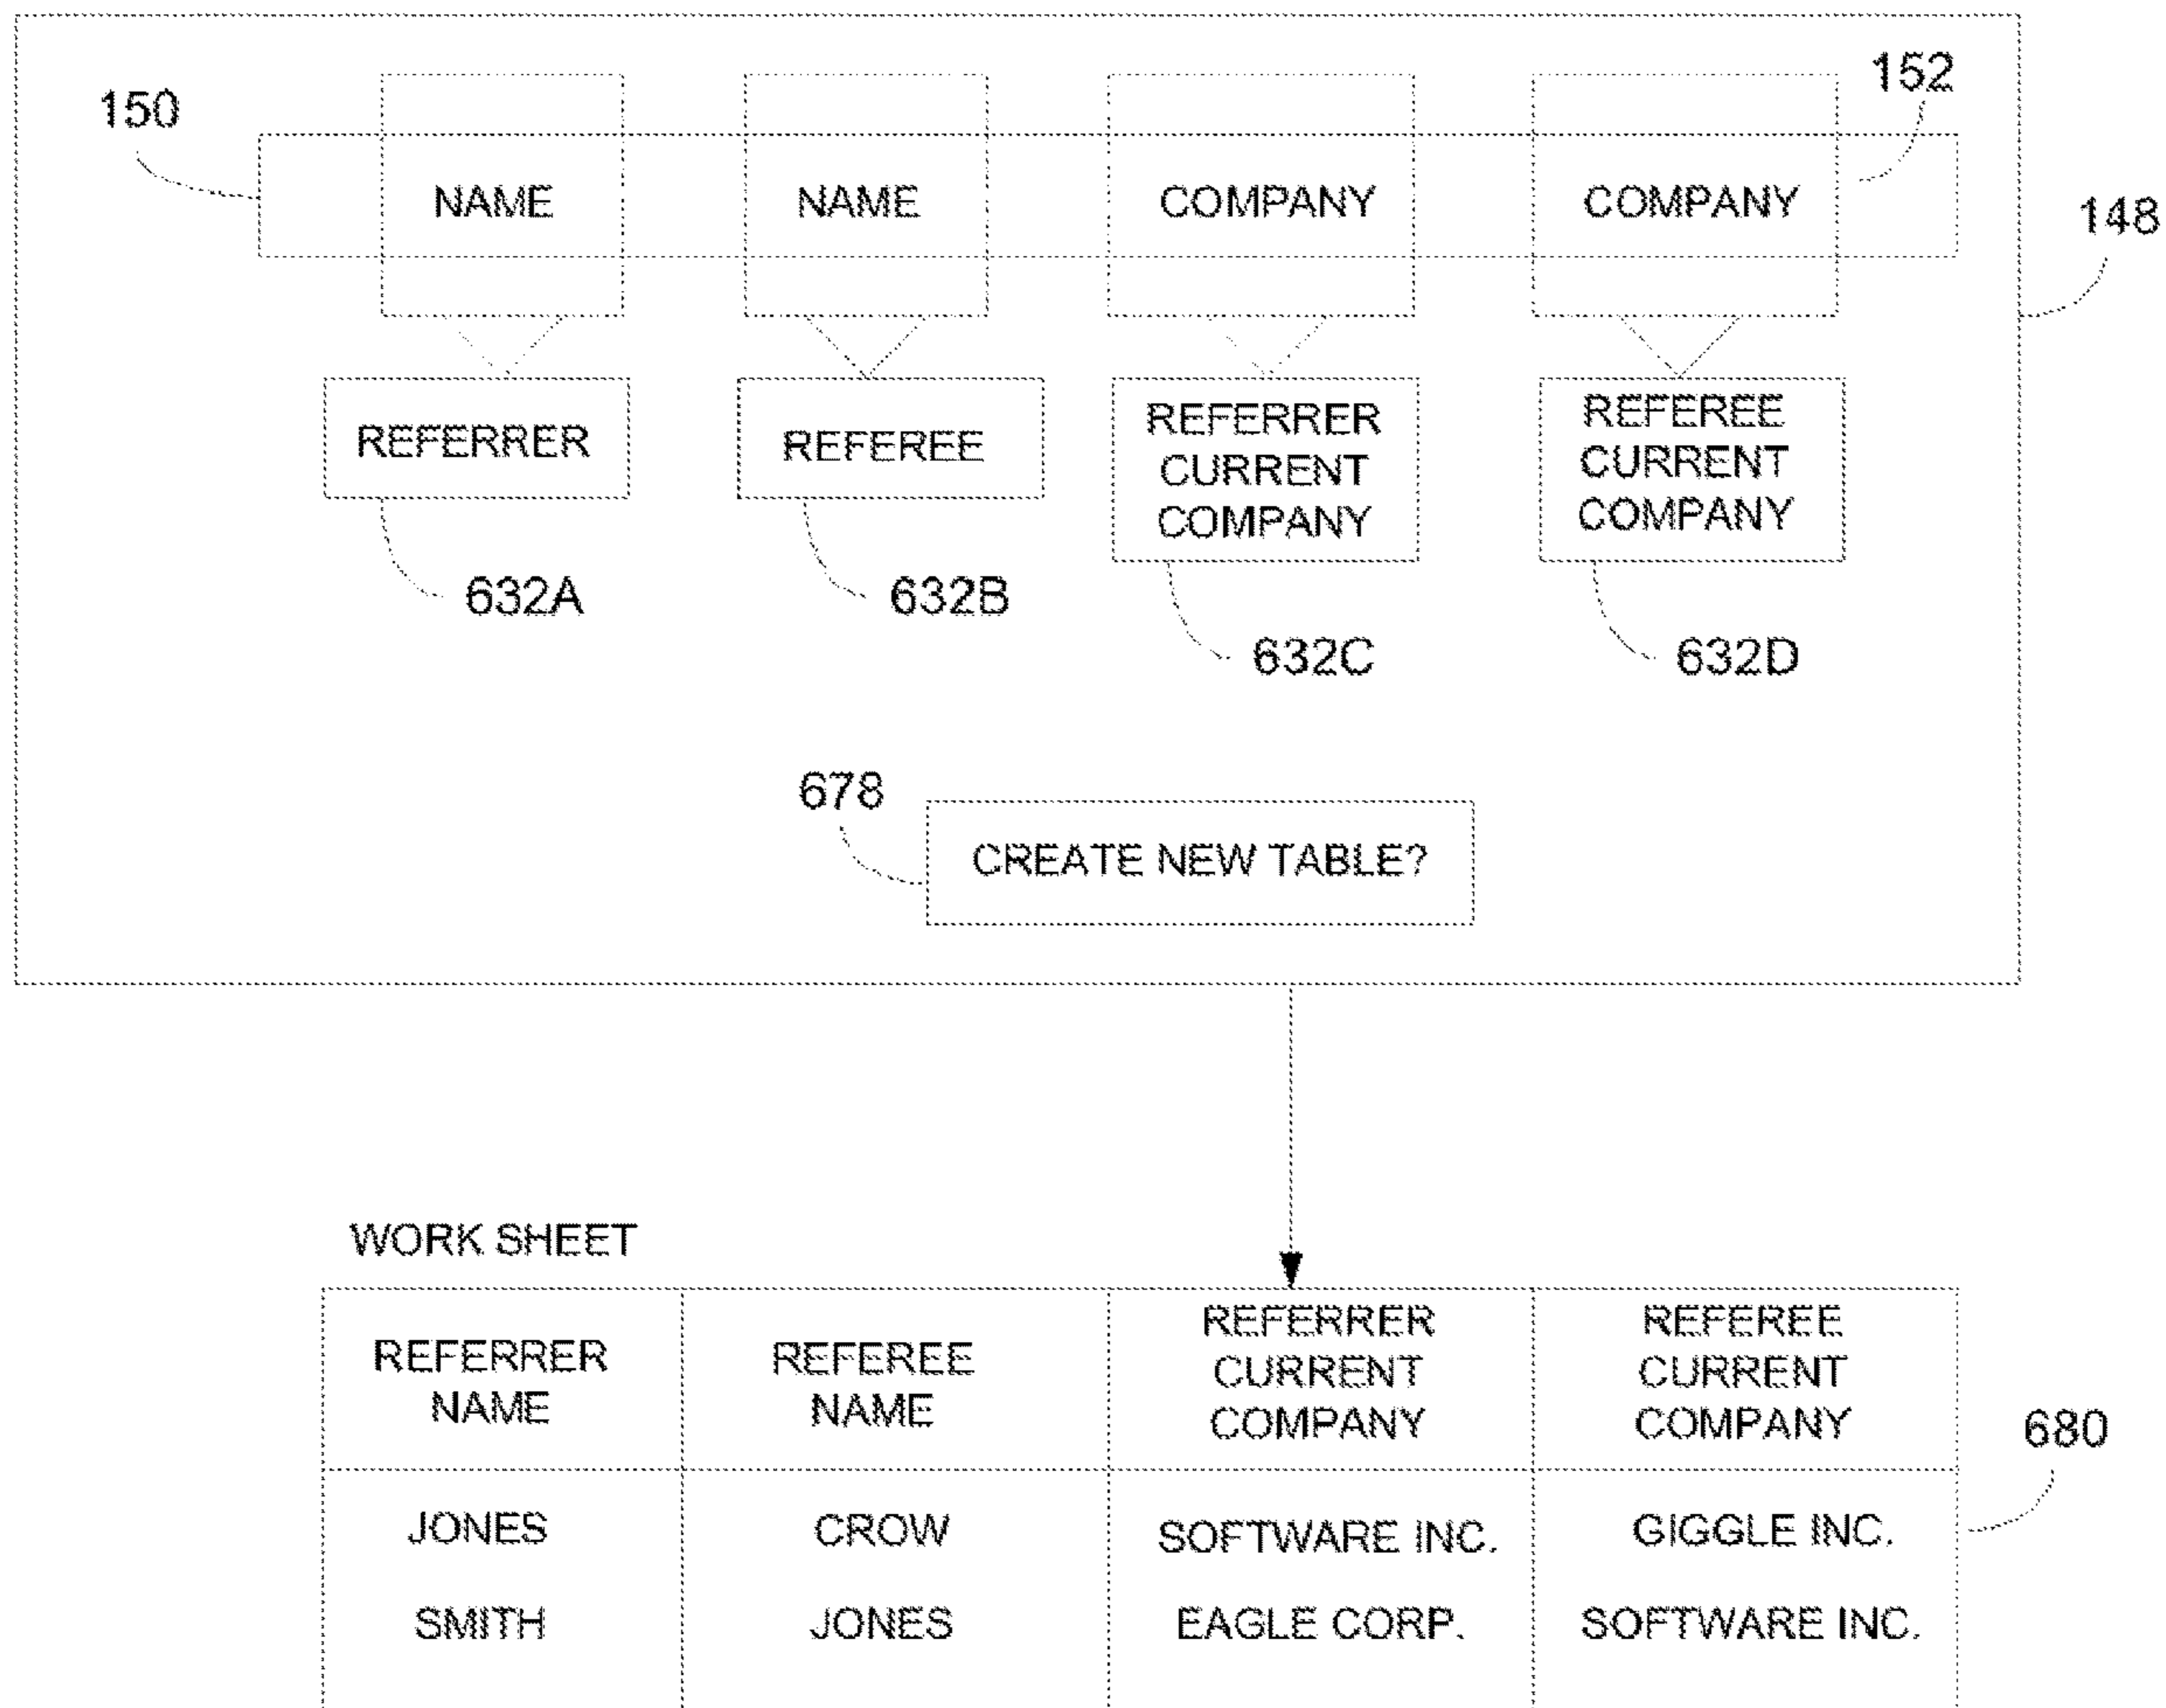 152
150
NAME NAME COMPANY COMPANY
148
REFERRER
REFEREE
REFERRER
CURRENT
COMPANY
REFEREE
CURRENT
COMPANY
632A
632B
632C
632D
678
CREATE NEW TABLE?
WORK SHEET
REFERRER
NAME
REFEREE
NAME
REFERRER
CURRENT
COMPANY
REFEREE
CURRENT
COMPANY
680
JONES CROW SOFTWARE INC. GIGGLE INC.
SMITH JONES EAGLE CORP. SOFTWARE INC.